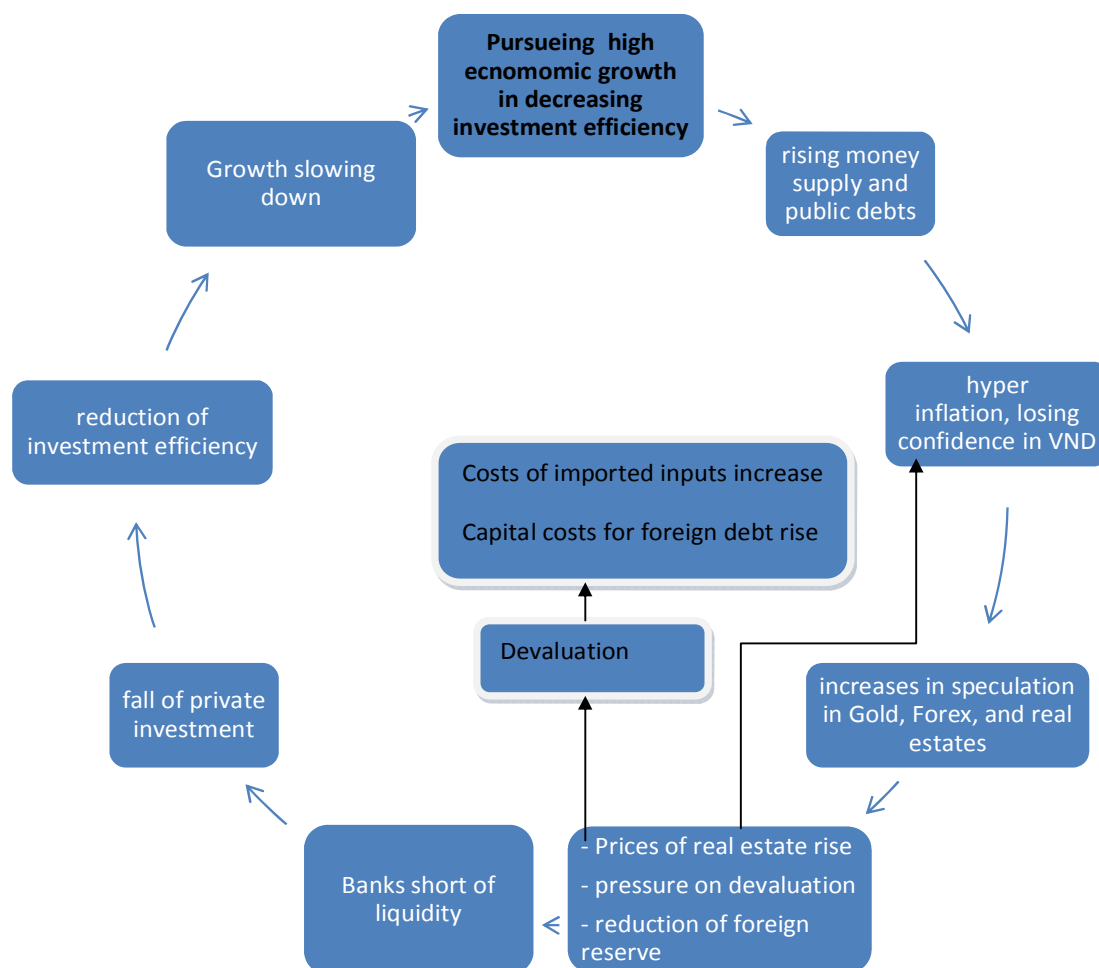 Pursueing high
ecnomomic growth
in decreasing
investment efficiency
rising money
supply and
public debts
hyper
inflation, losing
confidence in VND
increases in speculation
in Gold, Forex, and real
estates
- Prices of real estate rise
- pressure on devaluation
- reduction of foreign
reserve
Banks short of
liquidity
fall of private
investment
reduction of
investment efficiency
Growth slowing
down
Costs of imported inputs increase
Capital costs for foreign debt rise
Devaluation